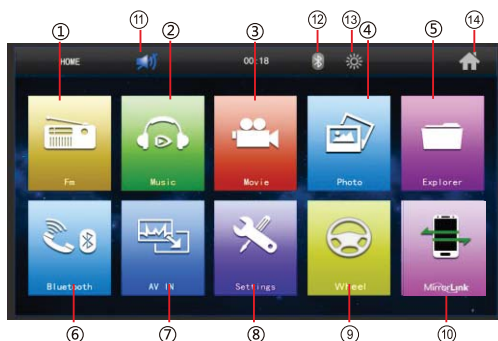 ⑪ ⑫ ⑬ ⑭
① ② ③ ④ ⑤
HOME 00:18
Fm Music Movie Photo Explorer
Bluetooth AV IN Settings Wheel MirrorLink
⑥ ⑦ ⑧ ⑨ ⑩